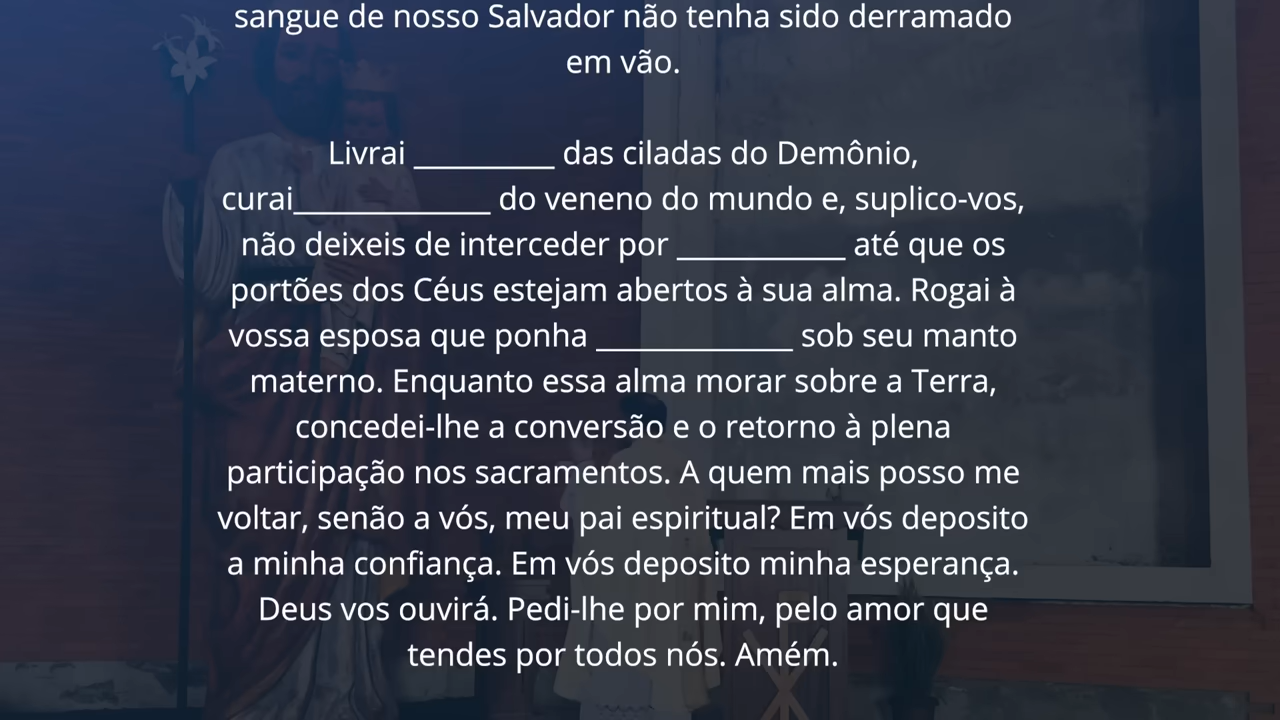 sangue de nosso Salvador não tenha sido derramado
em vão.
Livrai __________ das ciladas do Demônio,
curai______________ do veneno do mundo e, suplico-vos,
não deixeis de interceder por ____________ até que os
portões dos Céus estejam abertos à sua alma. Rogai à
vossa esposa que ponha ______________ sob seu manto
materno. Enquanto essa alma morar sobre a Terra,
concedei-lhe a conversão e o retorno à plena
participação nos sacramentos. A quem mais posso me
voltar, senão a vós, meu pai espiritual? Em vós deposito
a minha confiança. Em vós deposito minha esperança.
Deus vos ouvirá. Pedi-lhe por mim, pelo amor que
tendes por todos nós. Amém.